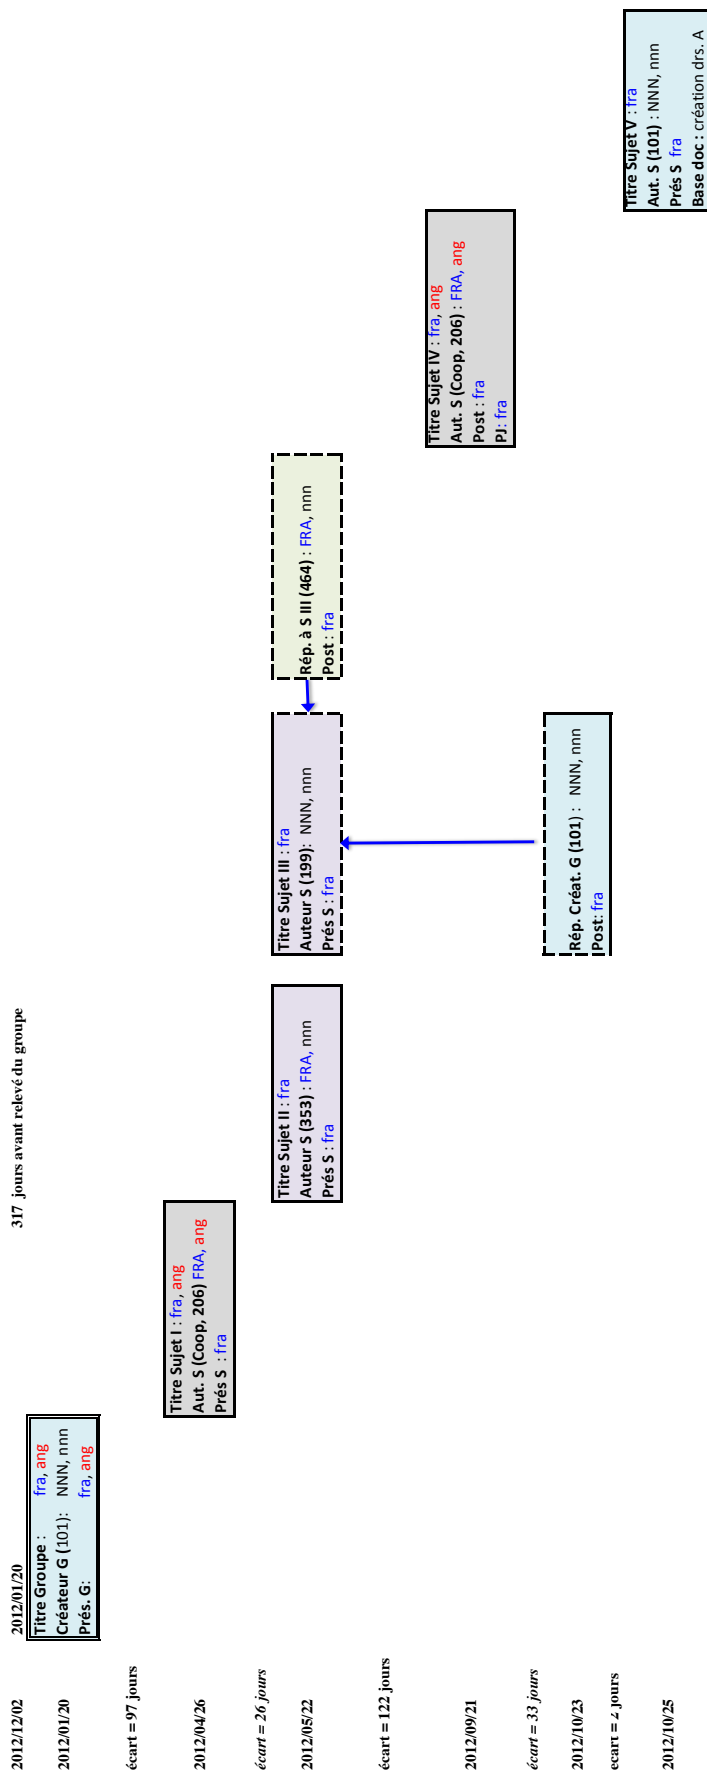 2012/12/02 2012/01/20 317 jours avant relevé du groupe
2012/01/20
Titre Groupe : fra, ang
Créateur G (101): NNN, nnn
Prés. G: fra, ang
écart = 97 jours
2012/04/26
Titre Sujet I : fra, ang
Aut. S (Coop, 206) FRA, ang
Prés S : fra
écart = 26 jours
2012/05/22
Titre Sujet II : fra
Auteur S (353) : FRA, nnn
Prés S : fra
Titre Sujet III : fra
Auteur S (199): NNN, nnn
Prés S : fra
Rép. à S III (464) : FRA, nnn
Post : fra
écart = 122 jours
2012/09/21
Titre Sujet IV : fra, ang
Aut. S (Coop, 206) : FRA, ang
Post : fra
PJ: fra
écart = 33 jours
2012/10/23
Rép. Créat. G (101) : NNN, nnn
Post: fra
ecart = 2 jours
2012/10/25
Titre Sujet V : fra
Aut. S (101) : NNN, nnn
Prés S fra
Base doc : création drs. A